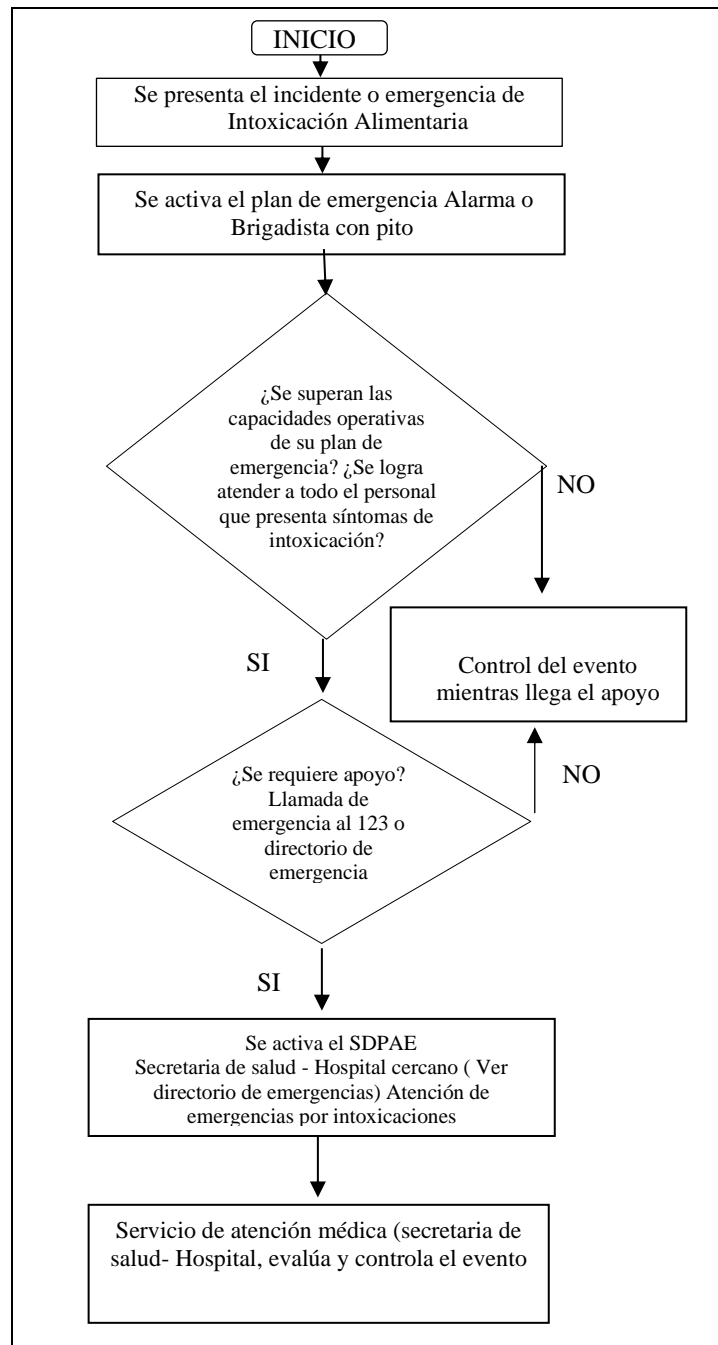 INICIO
Se presenta el incidente o emergencia de
Intoxicación Alimentaria
Se activa el plan de emergencia Alarma o
Brigadista con pito
¿Se superan las
capacidades operativas
de su plan de
emergencia? ¿Se logra
atender a todo el personal
que presenta síntomas de
intoxicación?
NO
Control del evento
mientras llega el apoyo
SI
¿Se requiere apoyo?
Llamada de
emergencia al 123 o
directorio de
emergencia
NO
SI
Se activa el SDPAE
Secretaria de salud - Hospital cercano ( Ver
directorio de emergencias) Atención de
emergencias por intoxicaciones
Servicio de atención médica (secretaria de
salud- Hospital, evalúa y controla el evento